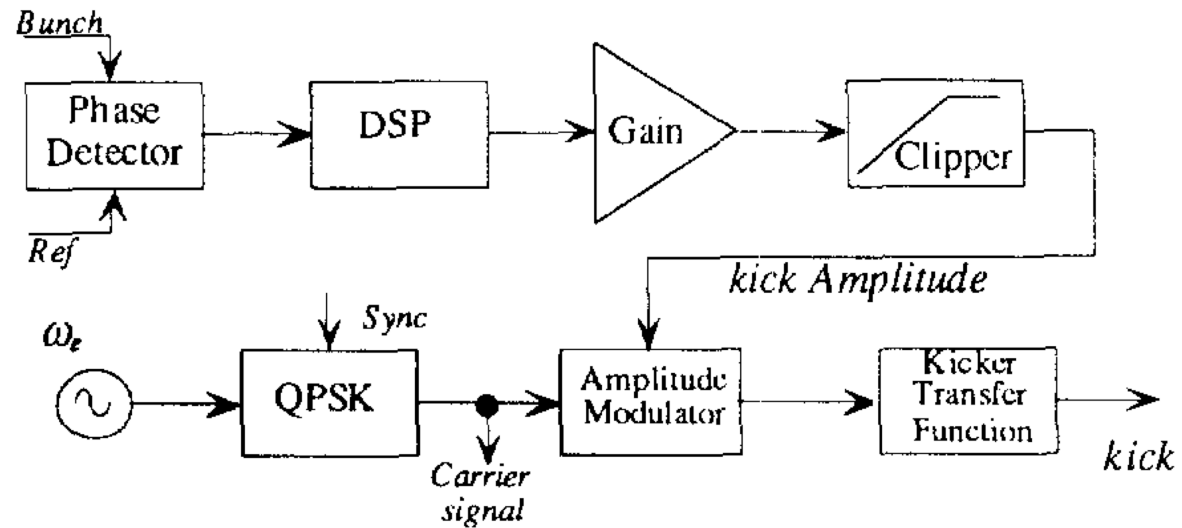 Bunch
Phase
Detector
Ref
DSP
Gain
Clipper
kick Amplitude
ωe
Sync
QPSK
Carrier
signal
Amplitude
Modulator
Kicker
Transfer
Function
kick